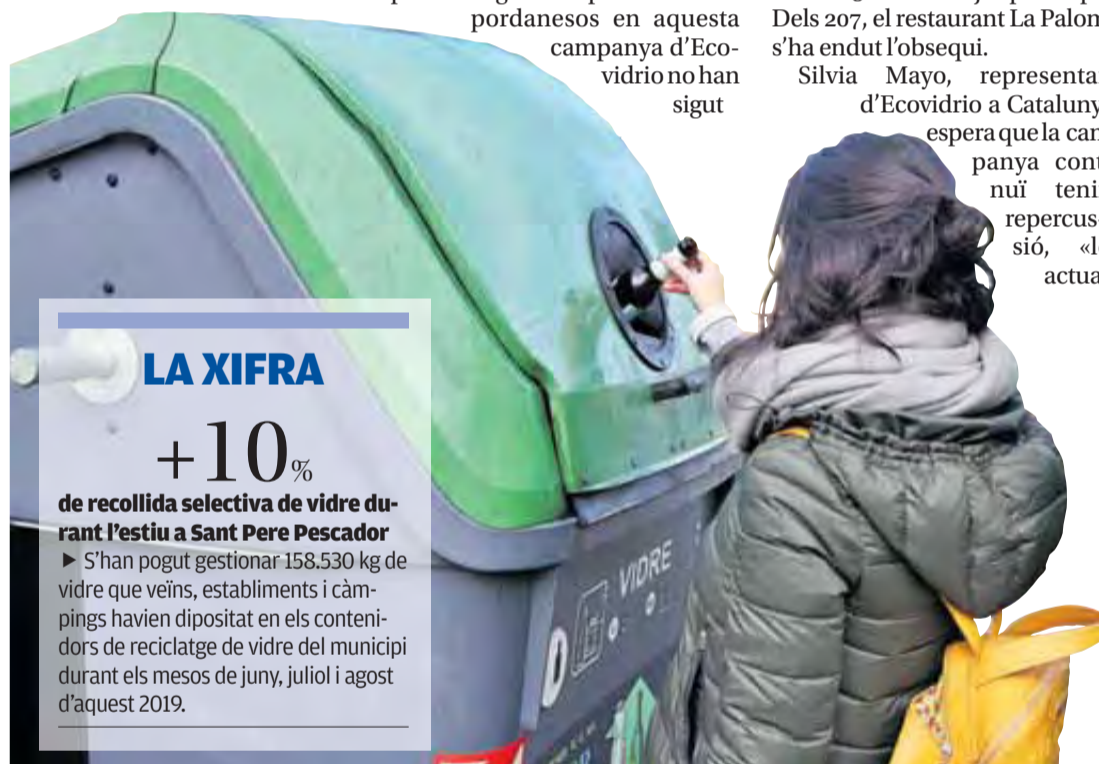 pordanesos en aquesta
campanya d'Eco-
vidrio no han
sigut
Dels 207, el restaurant La Palom
s'ha endut l'obsequi.
Silvia Mayo, representa
d'Ecovidrio a Cataluny
espera que la cam
panya cont
nuï teni
repercus-
sió, «l
actua
LA XIFRA
+10%
de recollida selectiva de vidre du-
rant l'estiu a Sant Pere Pescador
► S'han pogut gestionar 158.530 kg de
vidre que veïns, establiments i càm-
pings havien dipositat en els conteni-
dors de reciclatge de vidre del municipi
durant els mesos de juny, juliol i agost
d'aquest 2019.
VIDRE